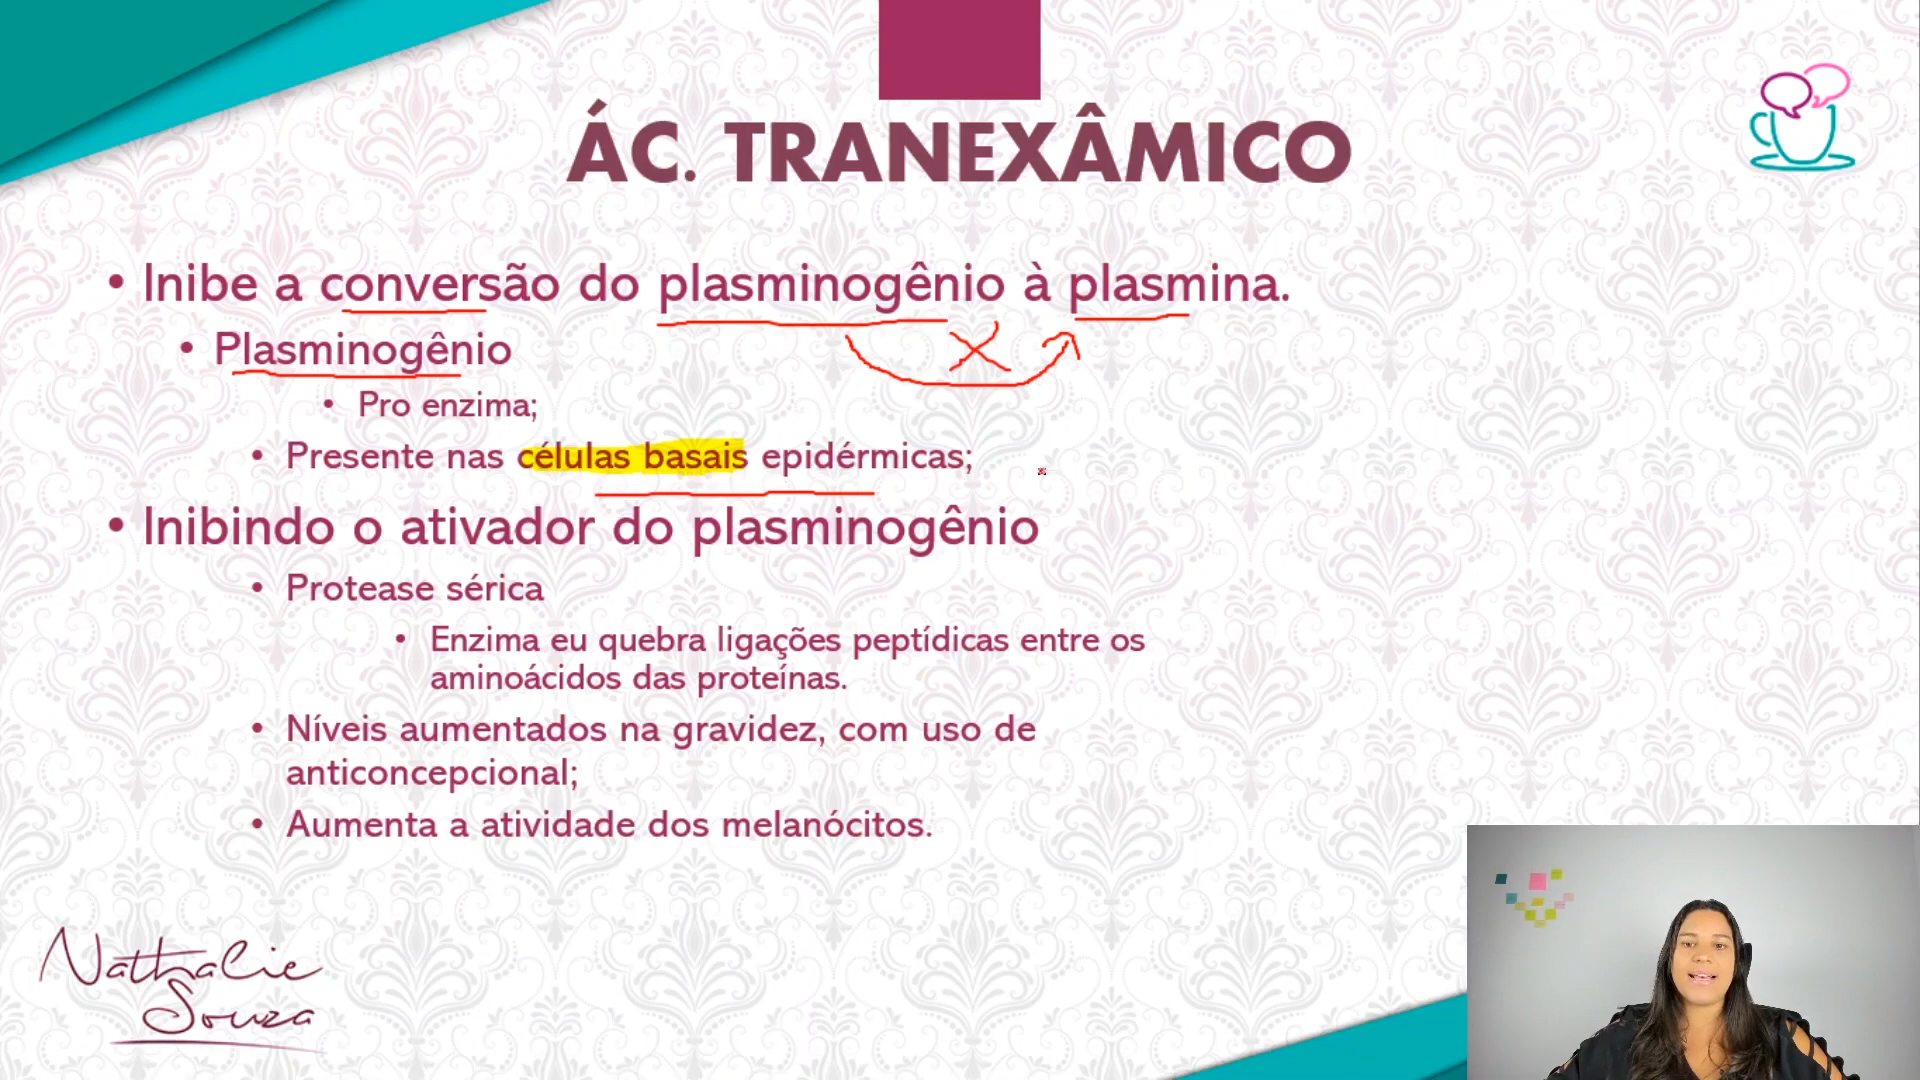 ÁC. TRANEXÂMICO
• Inibe a conversão do plasminogênio à plasmina.
• Plasminogênio
• Pro enzima;
• Presente nas células basais epidérmicas;
• Inibindo o ativador do plasminogênio
• Protease sérica
• Enzima eu quebra ligações peptídicas entre os
aminoácidos das proteínas.
• Níveis aumentados na gravidez, com uso de
anticoncepcional;
• Aumenta a atividade dos melanócitos.
Nathalie
Souza